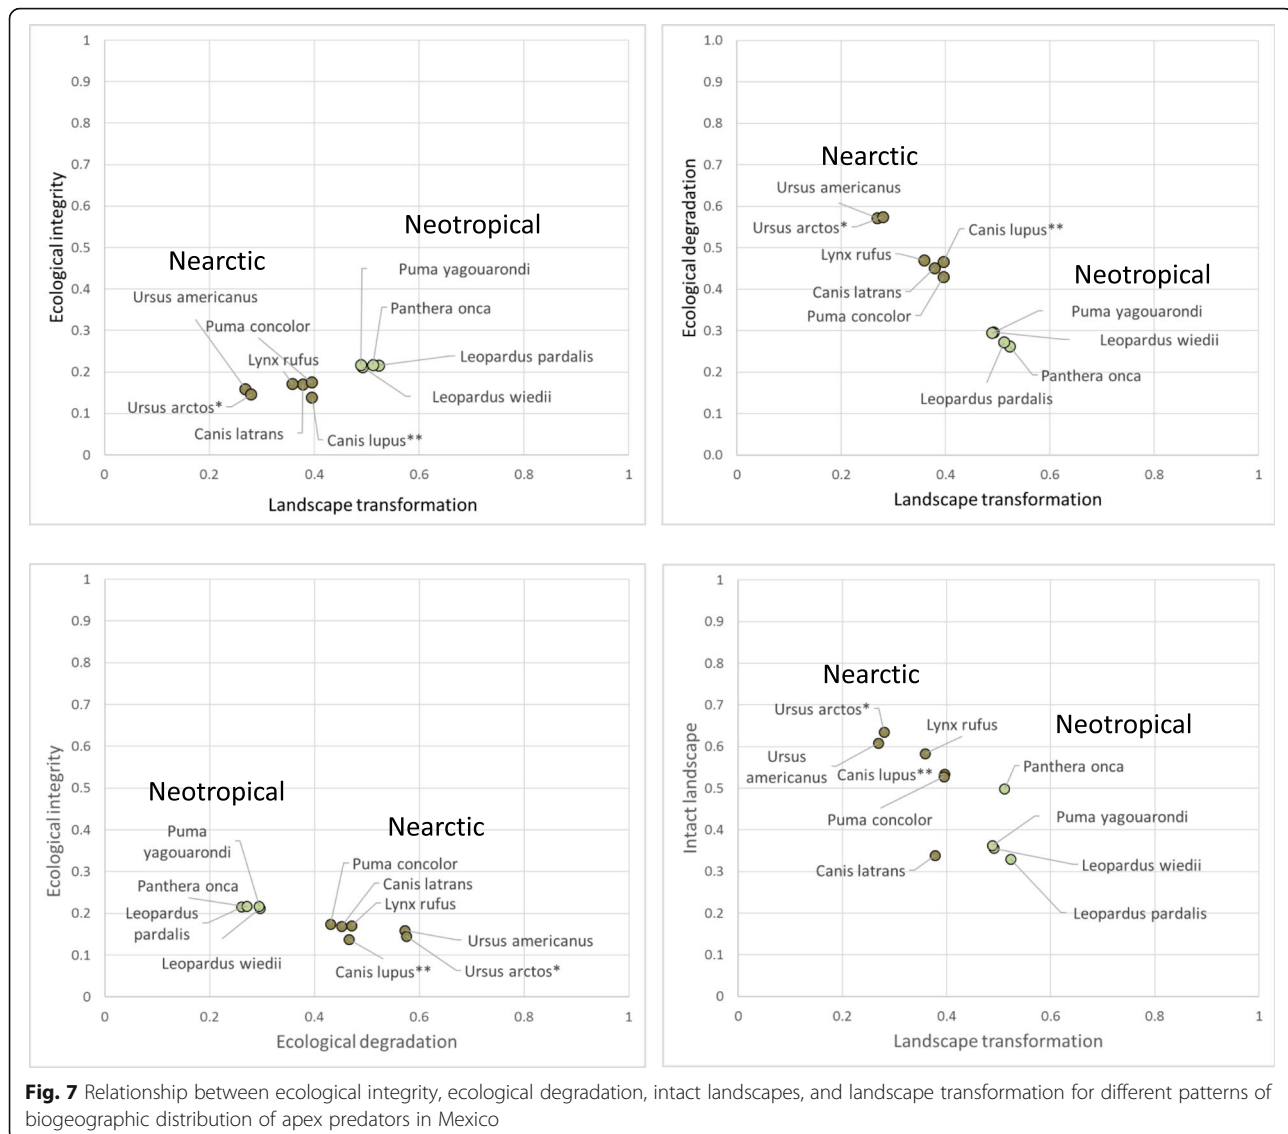 1
0.9
0.8
0.7
0.6
0.5
0.4
0.3
0.2
0.1
0
Ecological integrity
Neotropical
Nearctic
Puma yagouarondi
Ursus americanus
Panthera onca
Puma concolor
Lynx rufus
Leopardus pardalis
Leopardus wiedii
Ursus arctos*
Canis latrans
Canis lupus**
0 0.2 0.4 0.6 0.8 1
Landscape transformation
1.0
0.9
0.8
0.7
0.6
0.5
0.4
0.3
0.2
0.1
0.0
Ecological degradation
Nearctic
Ursus americanus
Ursus arctos*
Canis lupus**
Lynx rufus
Neotropical
Canis latrans
Puma concolor
Puma yagouarondi
Leopardus wiedii
Panthera onca
Leopardus pardalis
0 0.2 0.4 0.6 0.8 1
Landscape transformation
1
0.9
0.8
0.7
0.6
0.5
0.4
0.3
0.2
0.1
0
Ecological integrity
Neotropical
Nearctic
Puma
yagouarondi
Puma concolor
Panthera onca
Canis latrans
Lynx rufus
Leopardus
pardalis
Ursus americanus
Leopardus wiedii
Canis lupus**
Ursus arctos*
0 0.2 0.4 0.6 0.8 1
Ecological degradation
1
0.9
0.8
0.7
0.6
0.5
0.4
0.3
0.2
0.1
0
Intact landscape
Nearctic
Ursus arctos*
Lynx rufus
Neotropical
Ursus
americanus
Canis lupus**
Panthera onca
Puma concolor
Puma yagouarondi
Canis latrans
Leopardus wiedii
Leopardus pardalis
0 0.2 0.4 0.6 0.8 1
Landscape transformation
Fig. 7 Relationship between ecological integrity, ecological degradation, intact landscapes, and landscape transformation for different patterns of
biogeographic distribution of apex predators in Mexico